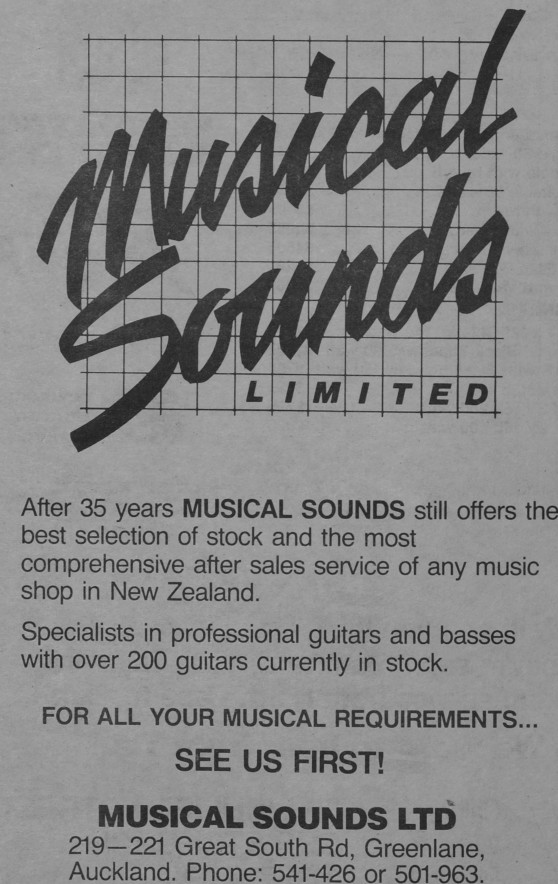 Musical
Sounds
LIMITED
After 35 years MUSICAL SOUNDS still offers the
best selection of stock and the most
comprehensive after sales service of any music
shop in New Zealand.
Specialists in professional guitars and basses
with over 200 guitars currently in stock.
FOR ALL YOUR MUSICAL REQUIREMENTS...
SEE US FIRST!
MUSICAL SOUNDS LTD
219—221 Great South Rd, Greenlane,
Auckland. Phone: 541-426 or 501-963.